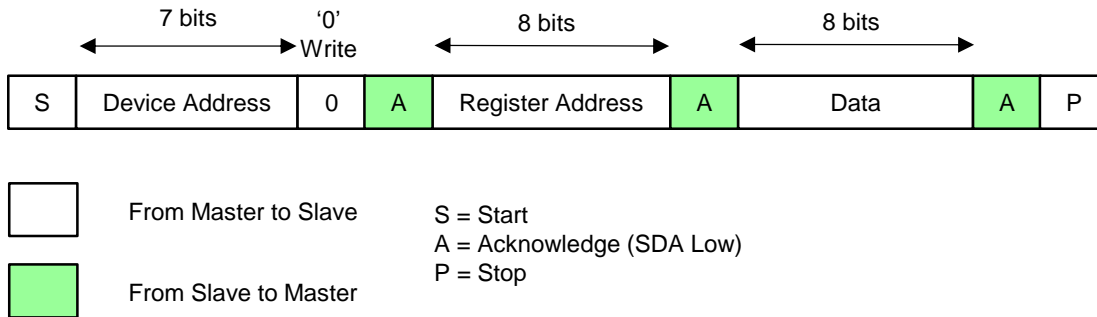 7 bits ‘0’ 8 bits 8 bits
Write
S Device Address 0 A Register Address A Data A P
From Master to Slave
S = Start
A = Acknowledge (SDA Low)
P = Stop
From Slave to Master